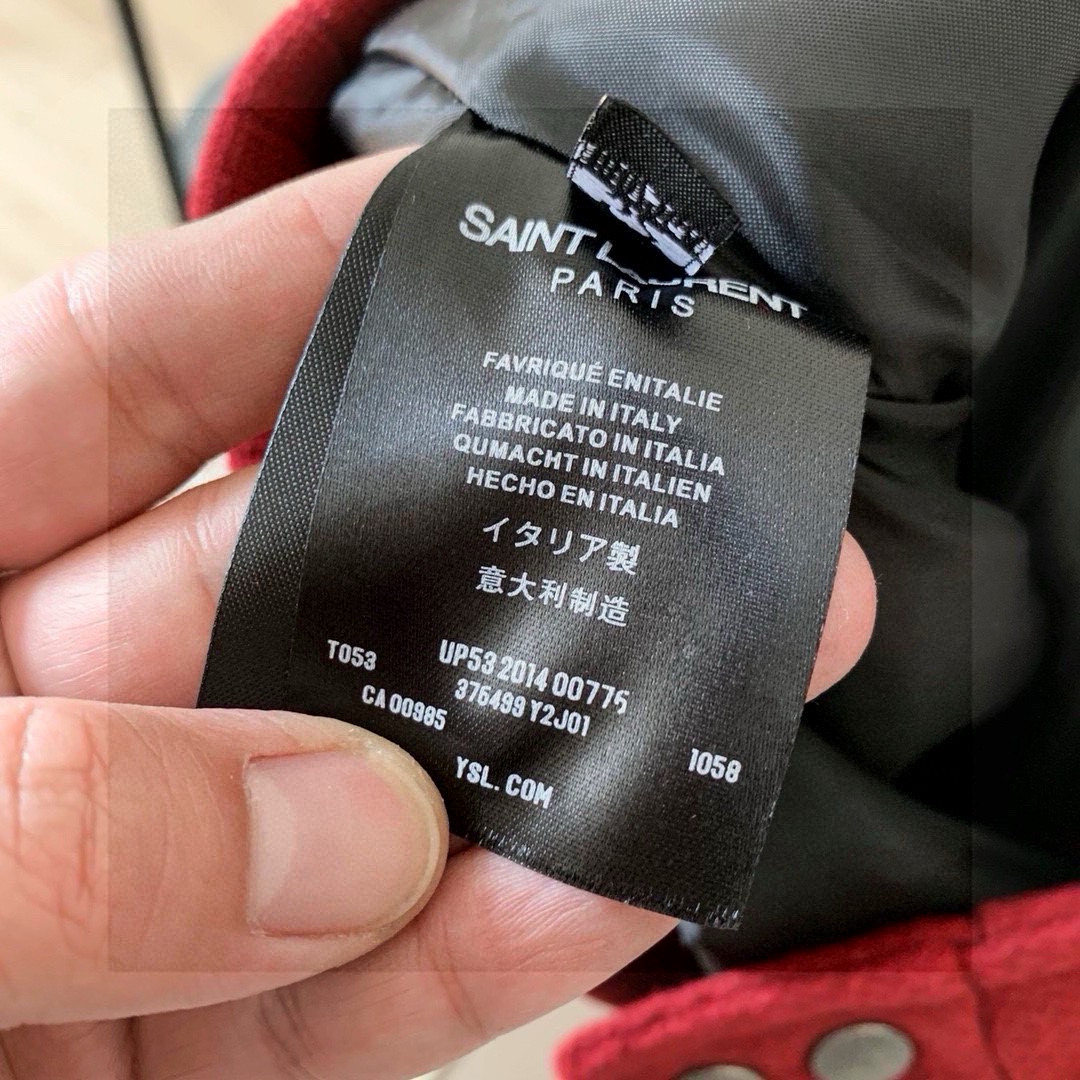 SAINT LAURENT
PARIS
FAVRIQUÉ ENITALIE
MADE IN ITALY
FABBRICATO IN ITALIA
QUMACHT IN ITALIEN
HECHO EN ITALIA
イタリア製
意大利制造
T053 UP53 2014 00776
CA 00985 376499 Y2J01
1058
YSL. COM